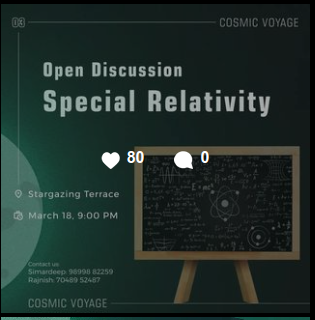 03
COSMIC VOYAGE
Open Discussion
Special Relativity
80
0
Stargazing Terrace
March 18, 9:00 PM
Contact us:
Simardeep: 98998 82259
Rajnish: 70489 52487
COSMIC VOYAGE